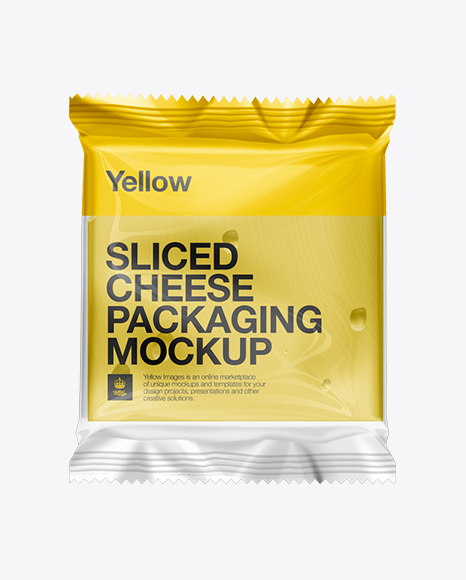 Yellow
SLICED
CHEESE
PACKAGING
MOCKUP
Yellow Images is an online marketplace
of unique mockups and templates for your
design projects, presentations and other
creative solutions.